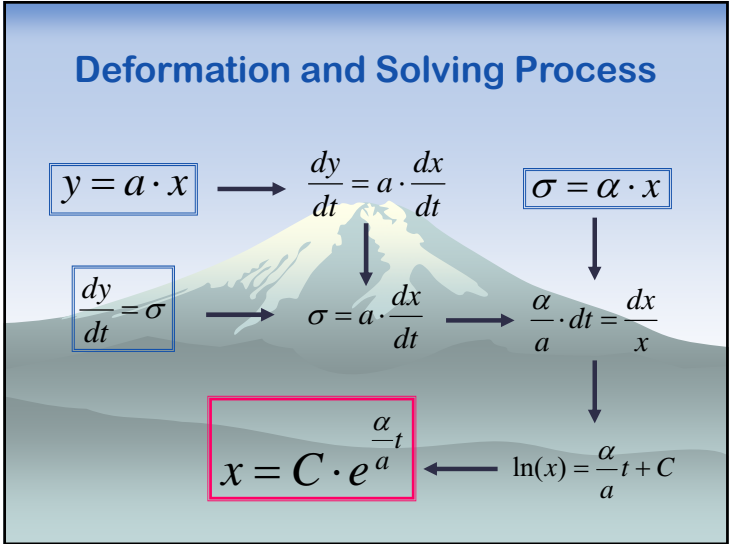 Deformation and Solving Process
y = a · x
dy/dt = a · dx/dt
σ = α · x
dy/dt = σ
σ = a · dx/dt
α/a · dt = dx/x
x = C · e^(α/a t)
ln(x) = α/a t + C